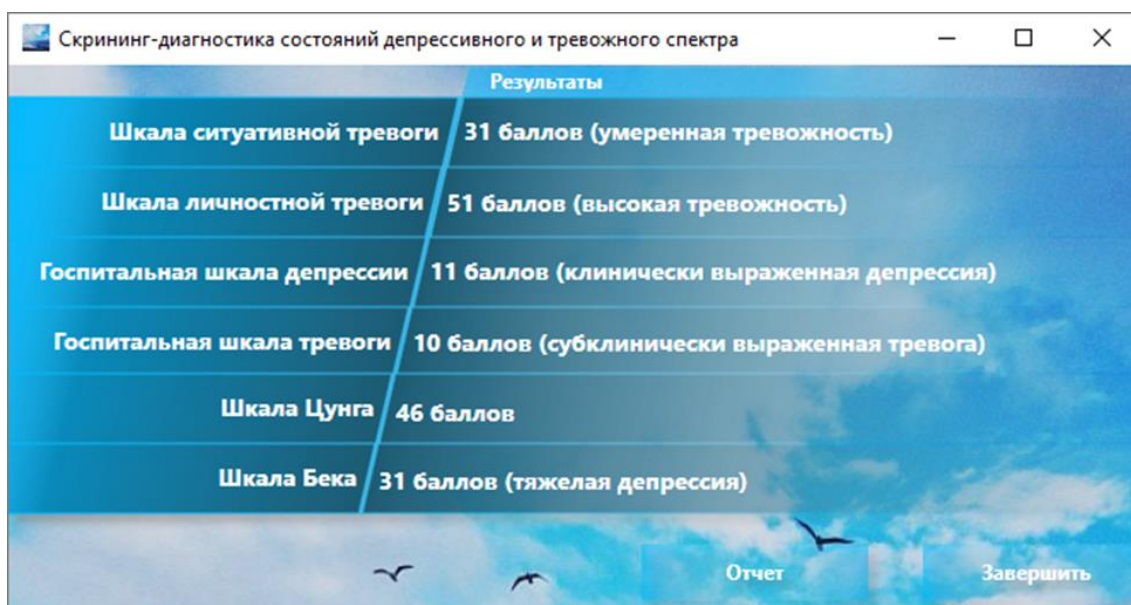 Скрининг-диагностика состояний депрессивного и тревожного спектра
Результаты
Шкала ситуативной тревоги 31 баллов (умеренная тревожность)
Шкала личностной тревоги 51 баллов (высокая тревожность)
Госпитальная шкала депрессии 11 баллов (клинически выраженная депрессия)
Госпитальная шкала тревоги 10 баллов (субклинически выраженная тревога)
Шкала Цунга 46 баллов
Шкала Бека 31 баллов (тяжелая депрессия)
Отчет Завершить